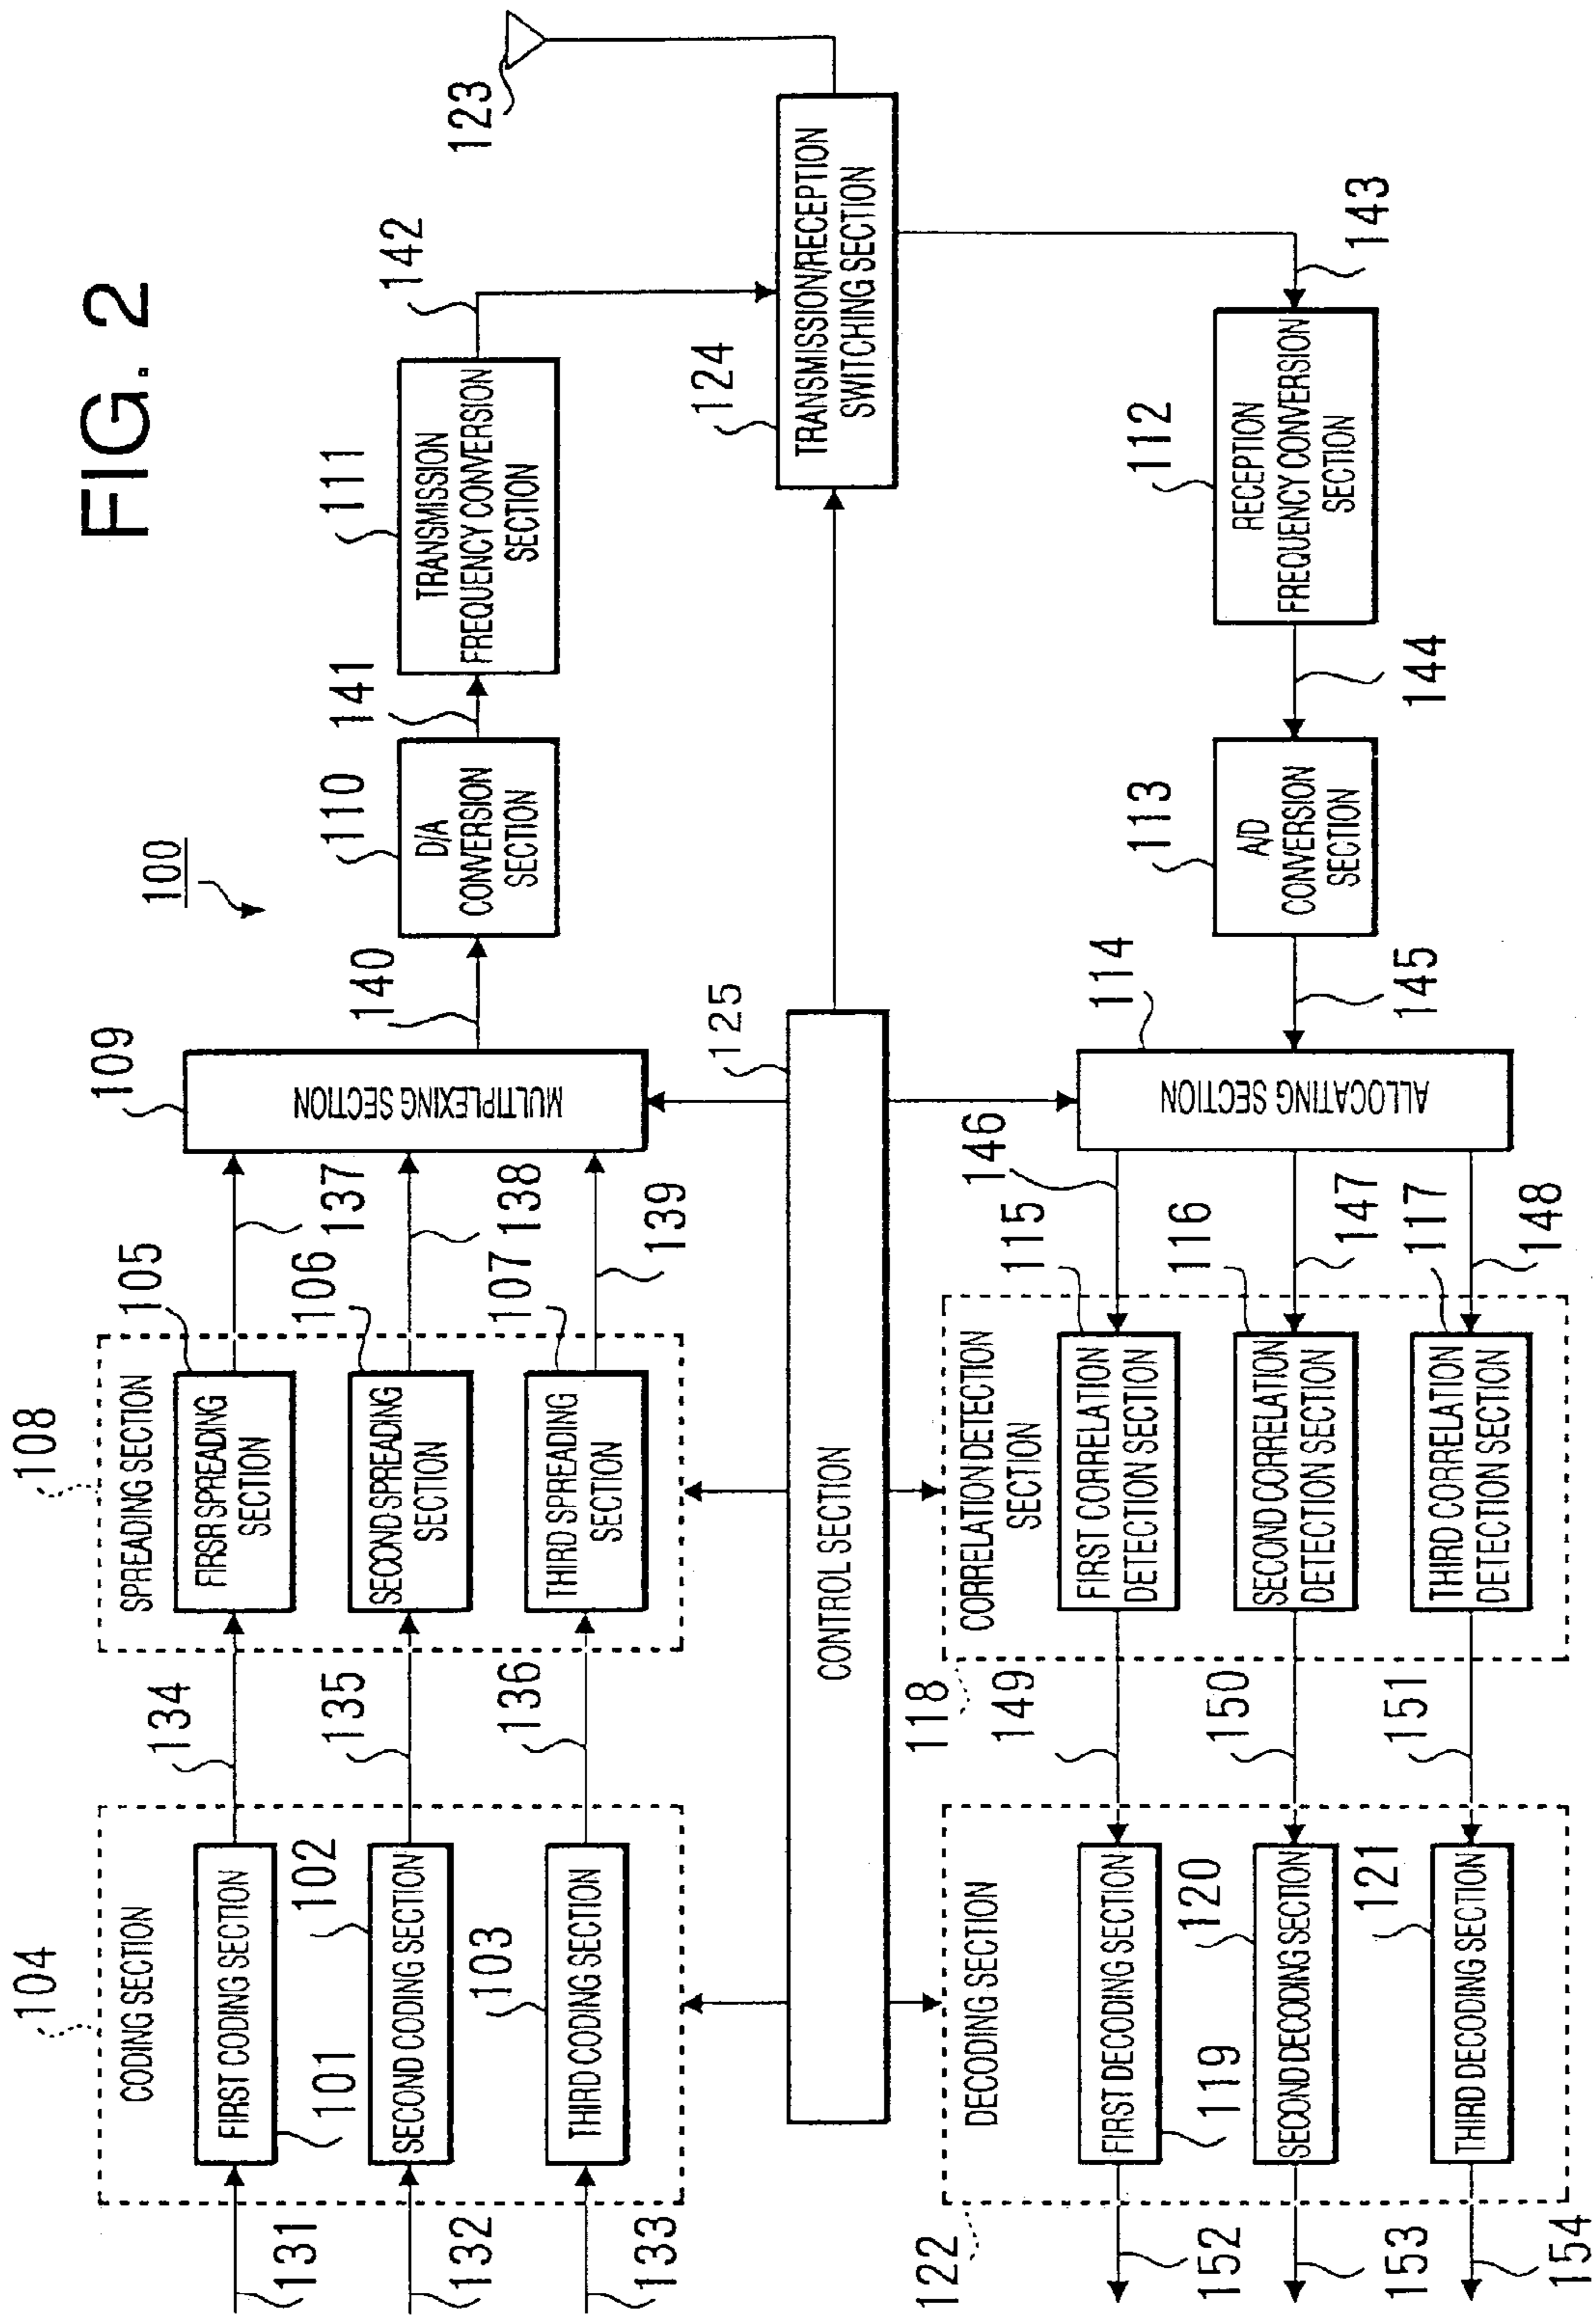 FIG. 2
100
104
CODING SECTION
131
FIRST CODING SECTION
101
134
132
SECOND CODING SECTION
102
135
133
THIRD CODING SECTION
103
136
108
SPREADING SECTION
FIRSR SPREADING
SECTION
105
137
SECOND SPREADING
SECTION
106
138
THIRD SPREADING
SECTION
107
139
109
MULTIPLEXING SECTION
140
110
D/A
CONVERSION
SECTION
141
111
TRANSMISSION
FREQUENCY CONVERSION
SECTION
142
123
124
TRANSMISSION/RECEPTION
SWITCHING SECTION
125
CONTROL SECTION
143
112
RECEPTION
FREQUENCY CONVERSION
SECTION
144
113
A/D
CONVERSION
SECTION
145
114
ALLOCATING SECTION
146
147
148
118
CORRELATION DETECTION
SECTION
115
FIRST CORRELATION
DETECTION SECTION
116
SECOND CORRELATION
DETECTION SECTION
117
THIRD CORRELATION
DETECTION SECTION
149
150
151
122
DECODING SECTION
FIRST DECODING SECTION
119
152
SECOND DECODING SECTION
120
153
THIRD DECODING SECTION
121
154